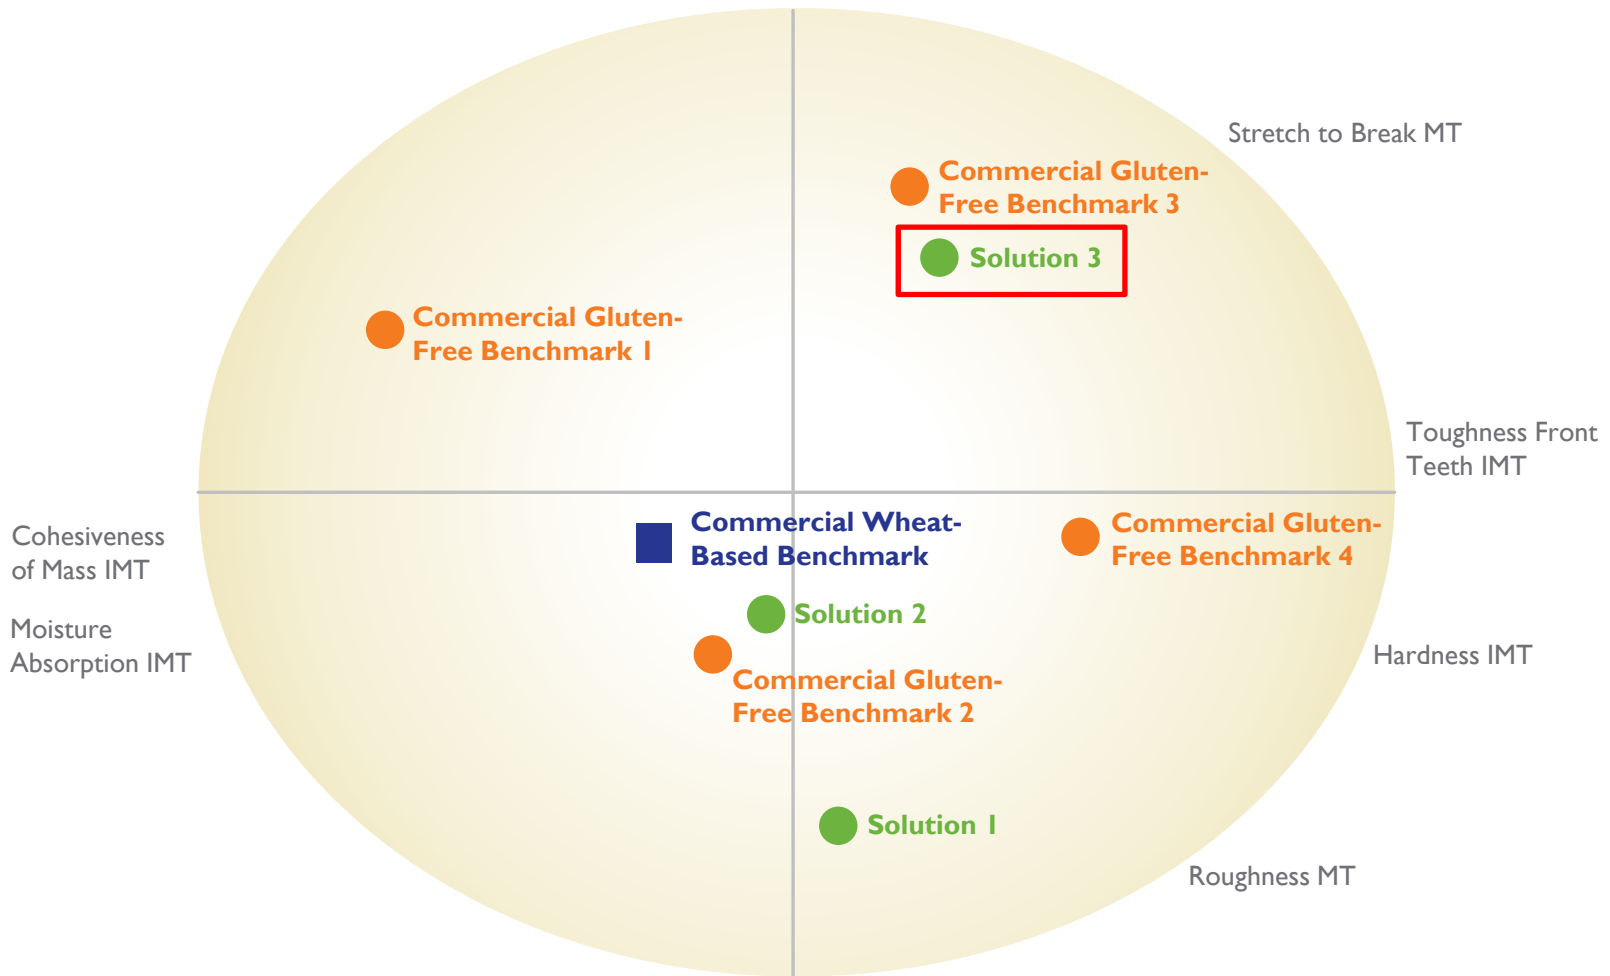 Stretch to Break MT
Commercial Gluten-
Free Benchmark 3
Solution 3
Commercial Gluten-
Free Benchmark 1
Toughness Front
Teeth IMT
Cohesiveness
of Mass IMT
Commercial Wheat-
Based Benchmark
Commercial Gluten-
Free Benchmark 4
Solution 2
Moisture
Absorption IMT
Hardness IMT
Commercial Gluten-
Free Benchmark 2
Solution 1
Roughness MT